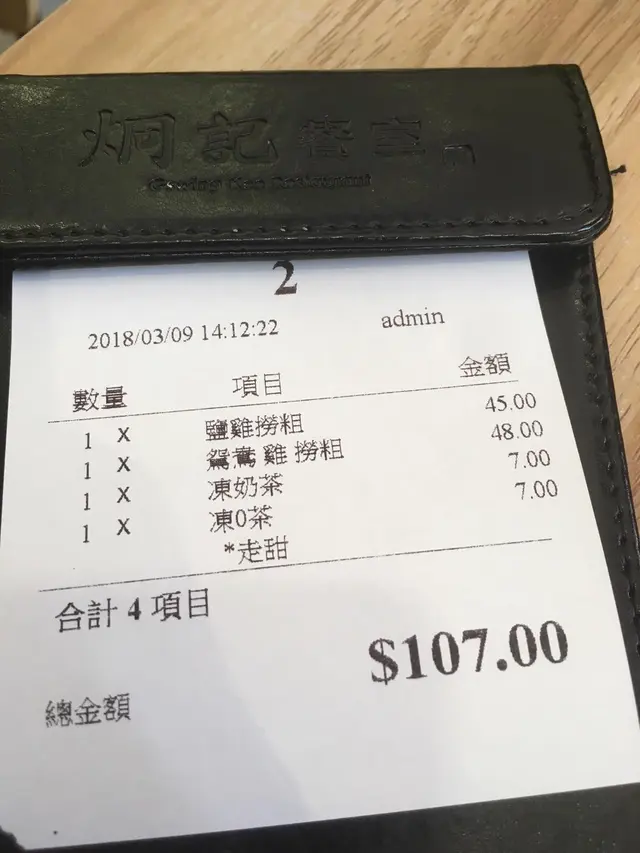 炳記餐室
2
2018/03/09 14:12:22 admin
數量 項目 金額
1 X 鹽雞撈粗 45.00
1 X 鴛鴦 雞 撈粗 48.00
1 X 凍奶茶 7.00
1 X 凍0茶 7.00
*走甜
合計 4 項目
$107.00
總金額